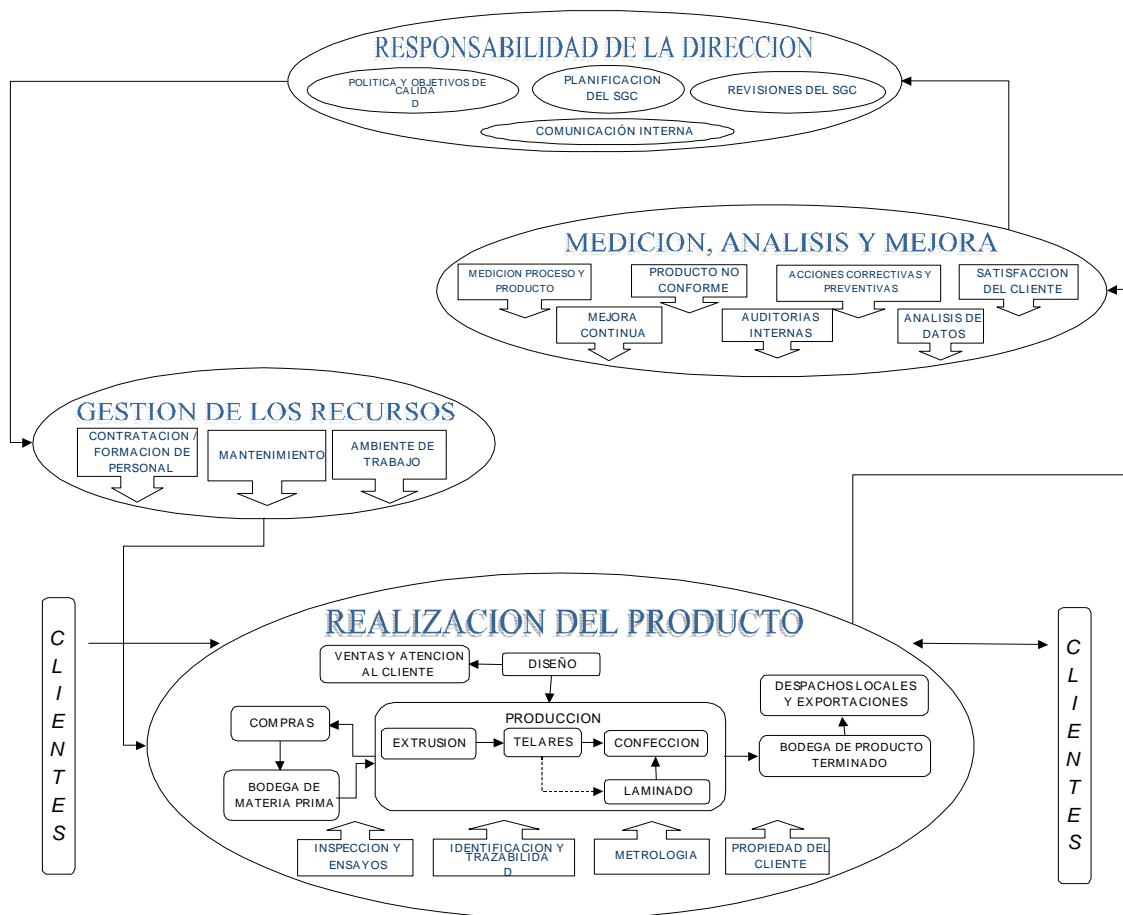 RESPONSABILIDAD DE LA DIRECCION
POLITICA Y OBJETIVOS DE
CALIDA
D
PLANIFICACION
DEL SGC
REVISIONES DEL SGC
COMUNICACIÓN INTERNA
MEDICION, ANALISIS Y MEJORA
MEDICION PROCESO Y
PRODUCTO
PRODUCTO NO
CONFORME
ACCIONES CORRECTIVAS Y
PREVENTIVAS
SATISFACCION
DEL CLIENTE
MEJORA
CONTINUA
AUDITORIAS
INTERNAS
ANALISIS DE
DATOS
GESTION DE LOS RECURSOS
CONTRATACION /
FORMACION DE
PERSONAL
MANTENIMIENTO
AMBIENTE DE
TRABAJO
CLIENTES
REALIZACION DEL PRODUCTO
VENTAS Y ATENCION
AL CLIENTE
DISEÑO
COMPRAS
BODEGA DE
MATERIA PRIMA
PRODUCCION
EXTRUSION
TELARES
CONFECCION
LAMINADO
DESPACHOS LOCALES
Y EXPORTACIONES
BODEGA DE PRODUCTO
TERMINADO
INSPECCION Y
ENSAYOS
IDENTIFICACION Y
TRAZABILIDA
D
METROLOGIA
PROPIEDAD DEL
CLIENTE
CLIENTES